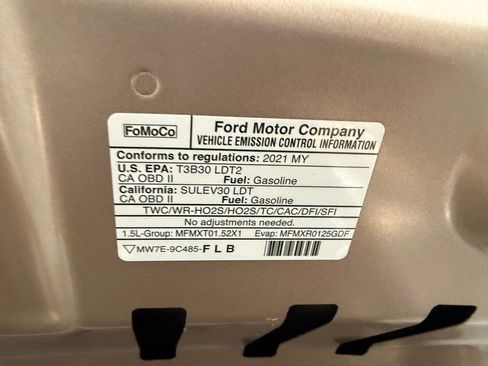 FoMoCo
Ford Motor Company
VEHICLE EMISSION CONTROL INFORMATION
Conforms to regulations: 2021 MY
U.S. EPA: T3B30 LDT2
CA OBD II Fuel: Gasoline
California: SULEV30 LDT
CA OBD II Fuel: Gasoline
TWC/WR-HO2S/HO2S/TC/CAC/DFI/SFI
No adjustments needed.
1.5L-Group: MFMXT01.52X1 Evap: MFMXR0125GDF
MW7E-9C485-F L B